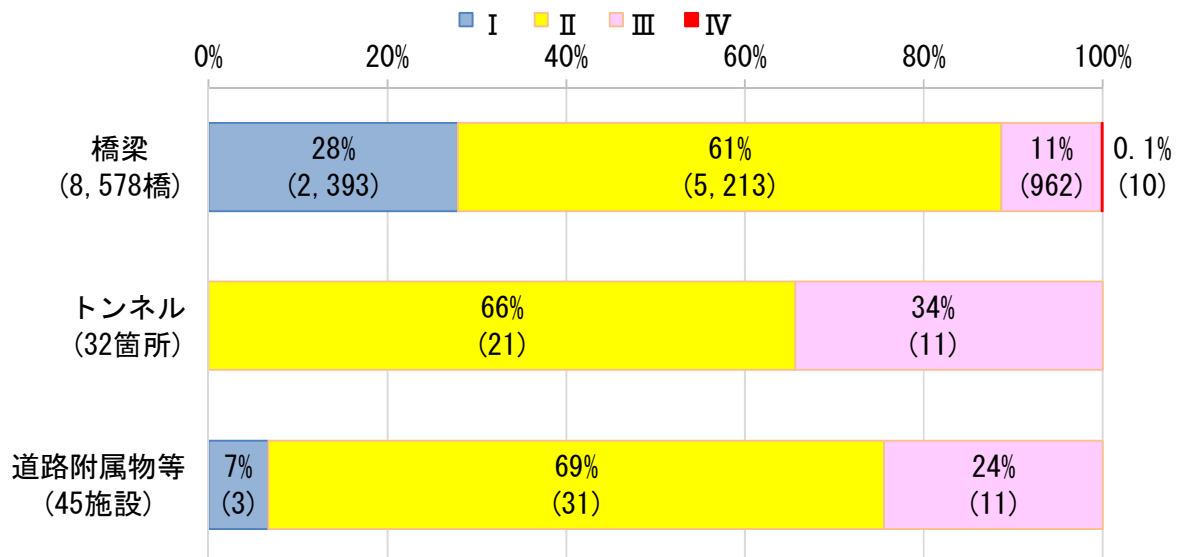 Ⅰ Ⅱ Ⅲ Ⅳ
0% 20% 40% 60% 80% 100%
橋梁
(8,578橋)
28%
(2,393)
61%
(5,213)
11%
(962)
0.1%
(10)
トンネル
(32箇所)
66%
(21)
34%
(11)
道路附属物等
(45施設)
7%
(3)
69%
(31)
24%
(11)